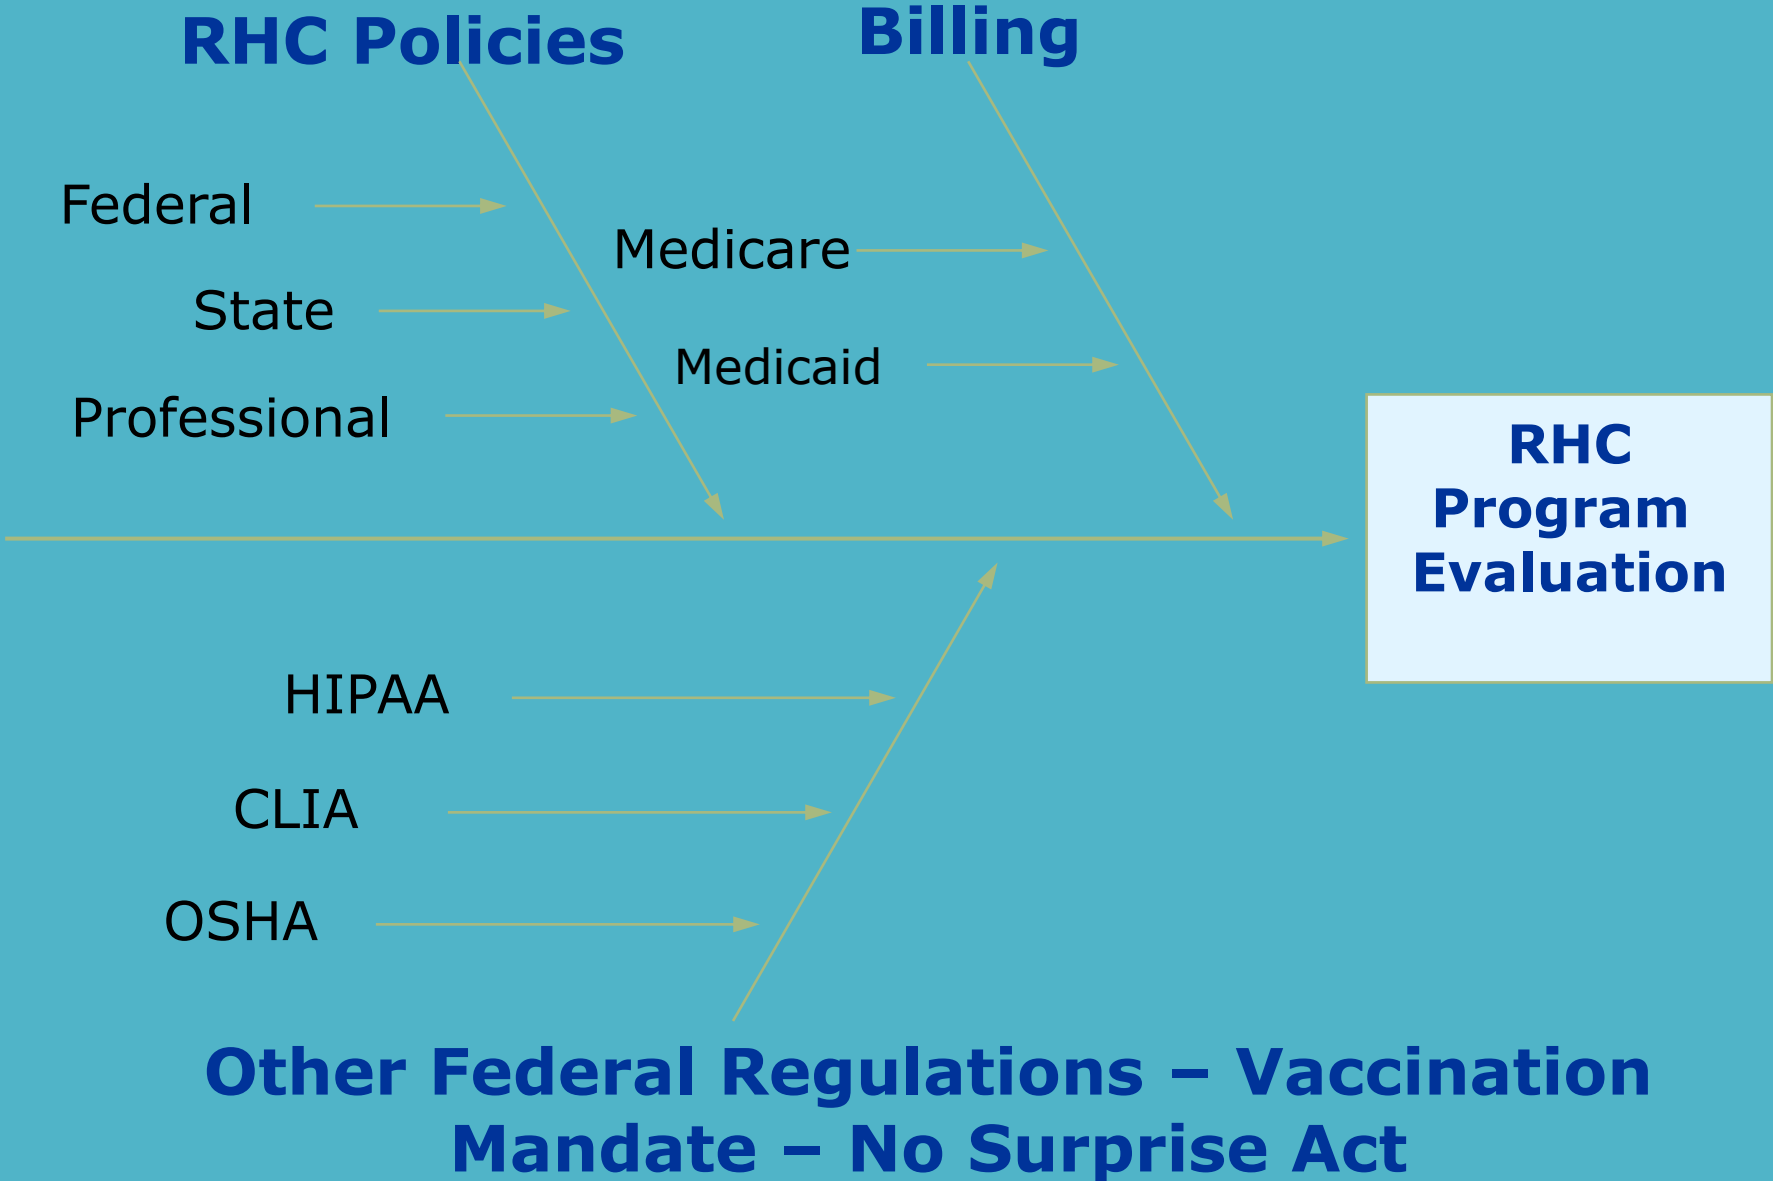 RHC Policies
Billing
Federal
Medicare
State
Medicaid
Professional
RHC
Program
Evaluation
HIPAA
CLIA
OSHA
Other Federal Regulations – Vaccination
Mandate – No Surprise Act